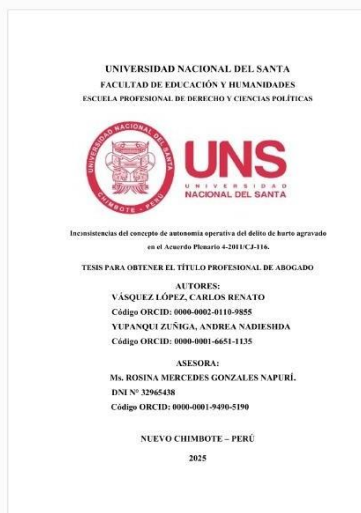 UNIVERSIDAD NACIONAL DEL SANTA
FACULTAD DE EDUCACIÓN Y HUMANIDADES
ESCUELA PROFESIONAL DE DERECHO Y CIENCIAS POLÍTICAS
UNIVERSIDAD NACIONAL DEL SANTA
CHIMBOTE - PERÚ
UNS
UNIVERSIDAD
NACIONAL DEL SANTA
Inconsistencias del concepto de autonomía operativa del delito de hurto agravado
en el Acuerdo Plenario 4-2011/CJ-116.
TESIS PARA OBTENER EL TÍTULO PROFESIONAL DE ABOGADO
AUTORES:
VÁSQUEZ LÓPEZ, CARLOS RENATO
Código ORCID: 0000-0002-0110-9855
YUPANQUI ZUÑIGA, ANDREA NADIESHDA
Código ORCID: 0000-0001-6651-1135
ASESORA:
Ms. ROSINA MERCEDES GONZALES NAPURÍ.
DNI N° 32965438
Código ORCID: 0000-0001-9490-5190
NUEVO CHIMBOTE – PERÚ
2025